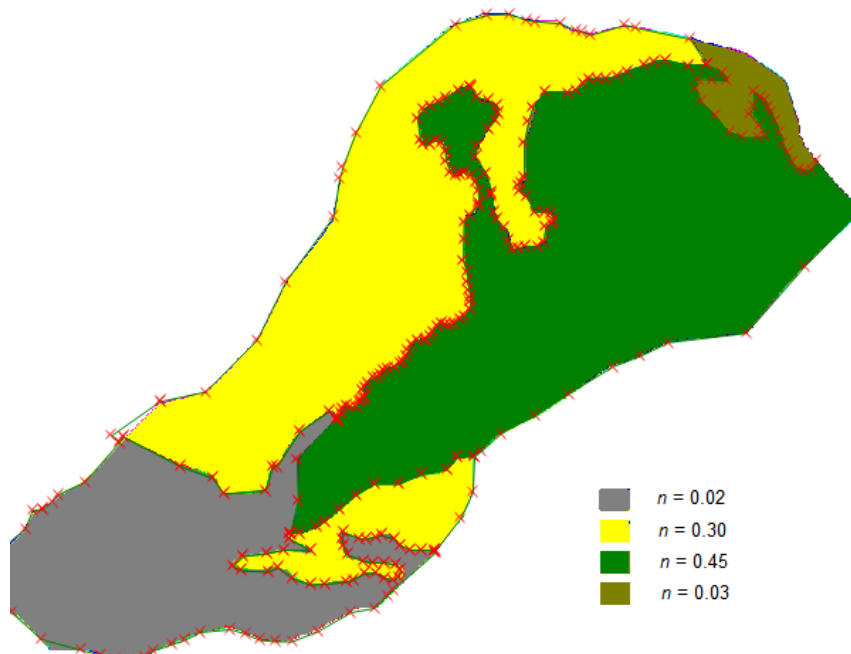 n = 0.02
n = 0.30
n = 0.45
n = 0.03